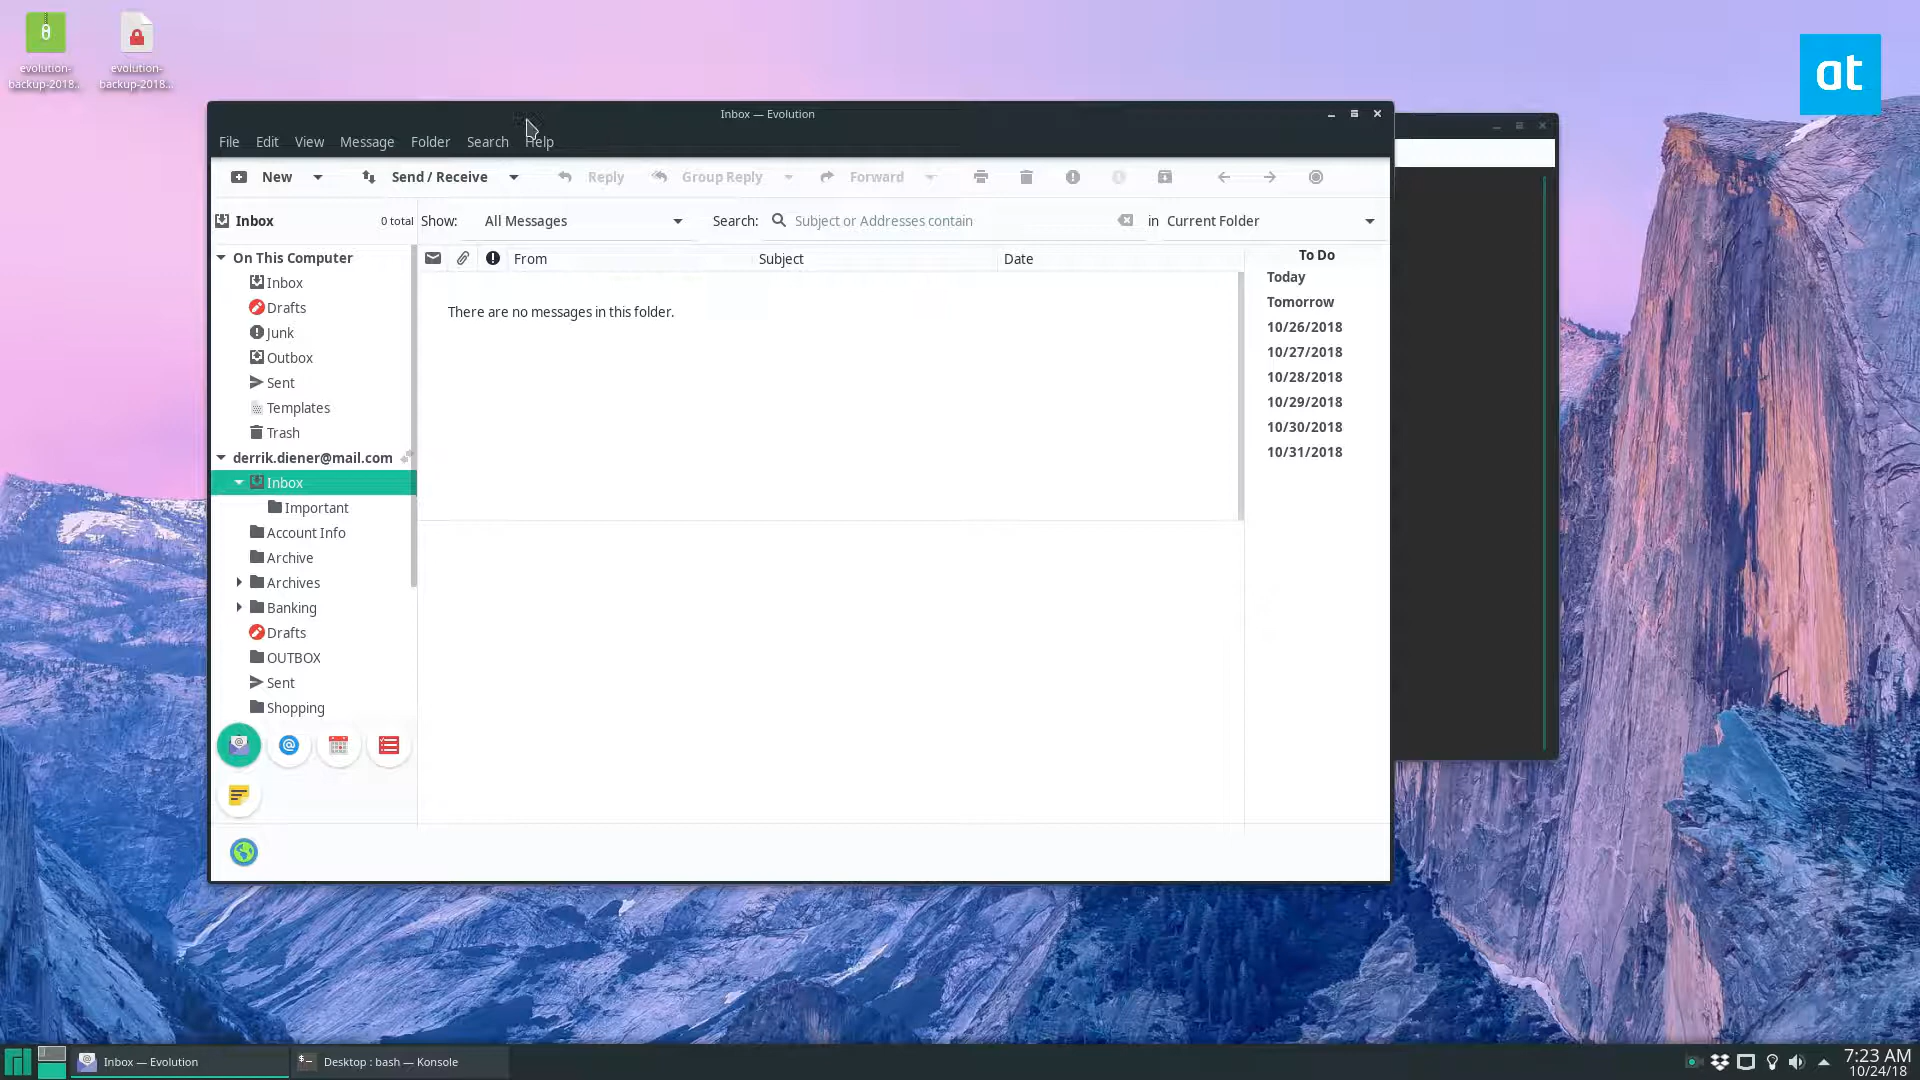 evolution-
backup-2018..
evolution-
backup-2018...
at
Inbox — Evolution
File Edit View Message Folder Search Help
New Send / Receive Reply Group Reply Forward
Inbox 0 total Show: All Messages Search: Subject or Addresses contain in Current Folder
On This Computer
Inbox
Drafts
Junk
Outbox
Sent
Templates
Trash
derrik.diener@mail.com
Inbox
Important
Account Info
Archive
Archives
Banking
Drafts
OUTBOX
Sent
Shopping
From Subject Date
There are no messages in this folder.
To Do
Today
Tomorrow
10/26/2018
10/27/2018
10/28/2018
10/29/2018
10/30/2018
10/31/2018
Inbox — Evolution
Desktop : bash — Konsole
7:23 AM
10/24/18